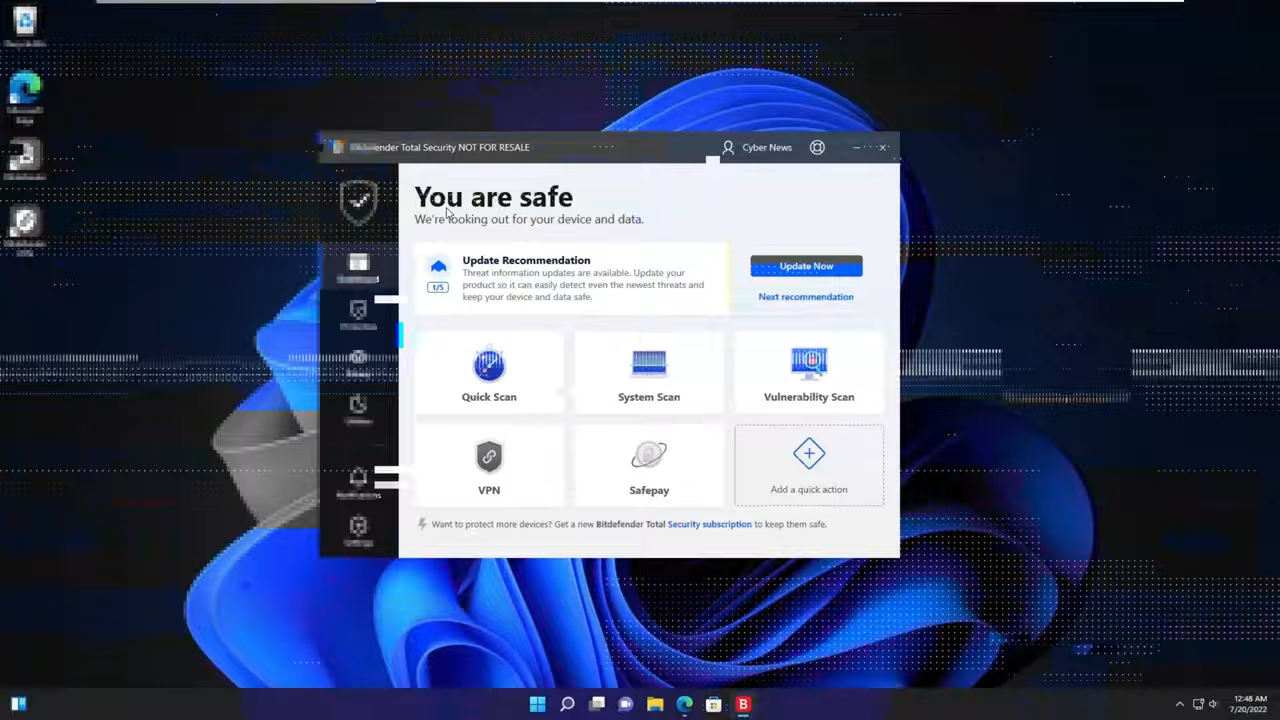 ender Total Security NOT FOR RESALE
Cyber News
You are safe
We're looking out for your device and data.
Update Recommendation
Threat information updates are available. Update your
product so it can easily detect even the newest threats and
keep your device and data safe.
1/5
Update Now
Next recommendation
Quick Scan
System Scan
Vulnerability Scan
VPN
Safepay
Add a quick action
Want to protect more devices? Get a new Bitdefender Total Security subscription to keep them safe.
B
12:48 AM
7/20/2022